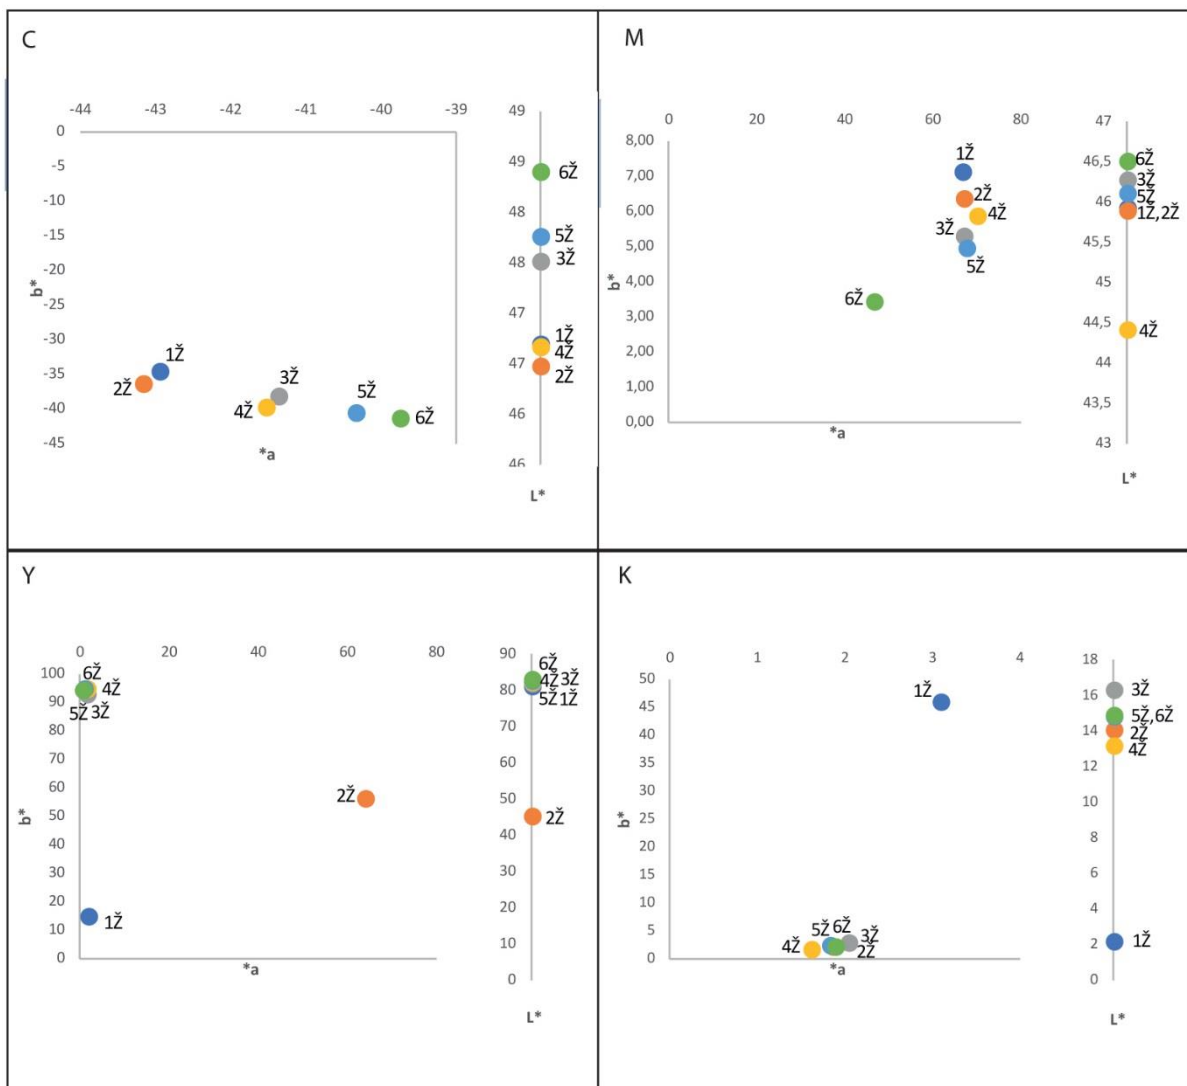 C
-44 -43 -42 -41 -40 -39
0
-5
-10
-15
-20
-25
-30
-35
-40
-45
b*
*a
1Ž
2Ž
3Ž
4Ž
5Ž
6Ž
49
49
48
48
47
47
46
46
6Ž
5Ž
3Ž
1Ž
4Ž
2Ž
L*
M
0 20 40 60 80
8,00
7,00
6,00
5,00
4,00
3,00
2,00
1,00
0,00
b*
*a
1Ž
2Ž
4Ž
3Ž
5Ž
6Ž
47
46,5
46
45,5
45
44,5
44
43,5
43
6Ž
3Ž
5Ž
1Ž,2Ž
4Ž
L*
Y
0 20 40 60 80
100
90
80
70
60
50
40
30
20
10
0
b*
*a
6Ž
4Ž
5Ž 3Ž
2Ž
1Ž
90
80
70
60
50
40
30
20
10
0
6Ž
4Ž 3Ž
5Ž 1Ž
2Ž
L*
K
0 1 2 3 4
50
45
40
35
30
25
20
15
10
5
0
b*
*a
1Ž
5Ž 6Ž 3Ž
4Ž 2Ž
18
16
14
12
10
8
6
4
2
0
3Ž
5Ž,6Ž
2Ž
4Ž
1Ž
L*